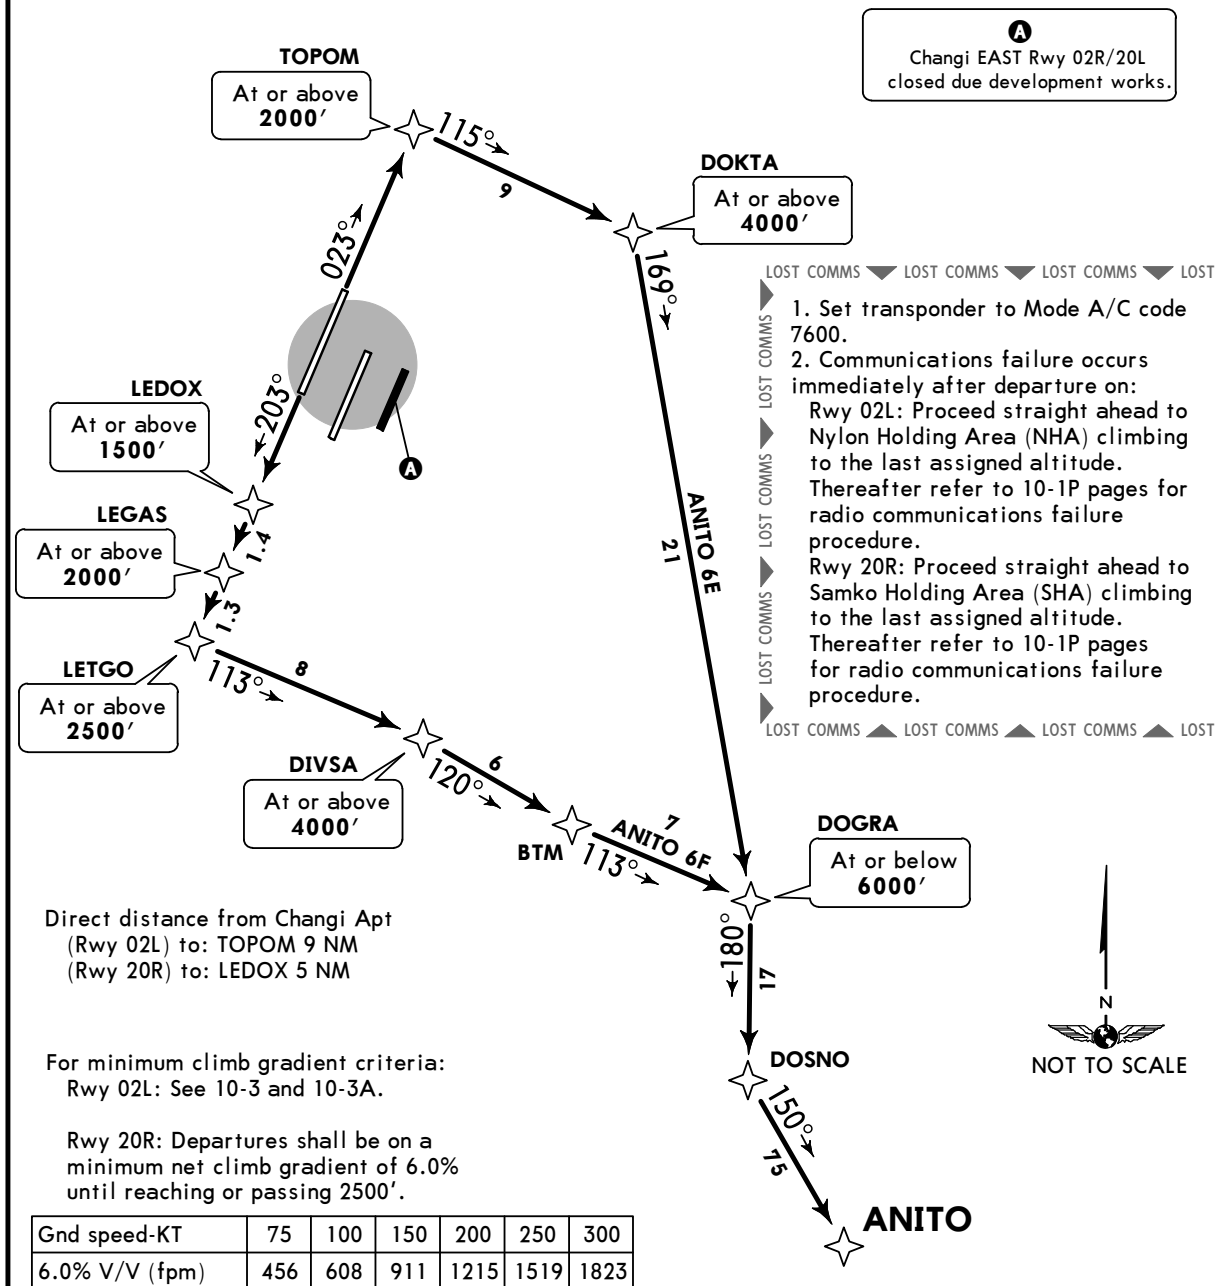 A
Changi EAST Rwy 02R/20L
closed due development works.
TOPOM
At or above
2000'
115°
9
DOKTA
At or above
4000'
023°
169°
LOST COMMS LOST COMMS LOST COMMS LOST
LOST COMMS LOST COMMS LOST COMMS
1. Set transponder to Mode A/C code
7600.
2. Communications failure occurs
immediately after departure on:
Rwy 02L: Proceed straight ahead to
Nylon Holding Area (NHA) climbing
to the last assigned altitude.
Thereafter refer to 10-1P pages for
radio communications failure
procedure.
Rwy 20R: Proceed straight ahead to
Samko Holding Area (SHA) climbing
to the last assigned altitude.
Thereafter refer to 10-1P pages
for radio communications failure
procedure.
LOST COMMS LOST COMMS LOST COMMS LOST
LEDOX
At or above
1500'
203°
A
LEGAS
At or above
2000'
1.4
1.3
ANITO 6E
21
LETGO
At or above
2500'
113°
8
DIVSA
At or above
4000'
120°
6
BTM
7
ANITO 6F
113°
DOGRA
At or below
6000'
180°
17
Direct distance from Changi Apt
(Rwy 02L) to: TOPOM 9 NM
(Rwy 20R) to: LEDOX 5 NM
N
NOT TO SCALE
DOSNO
150°
75
ANITO
For minimum climb gradient criteria:
Rwy 02L: See 10-3 and 10-3A.
Rwy 20R: Departures shall be on a
minimum net climb gradient of 6.0%
until reaching or passing 2500'.
Gnd speed-KT 75 100 150 200 250 300
6.0% V/V (fpm) 456 608 911 1215 1519 1823